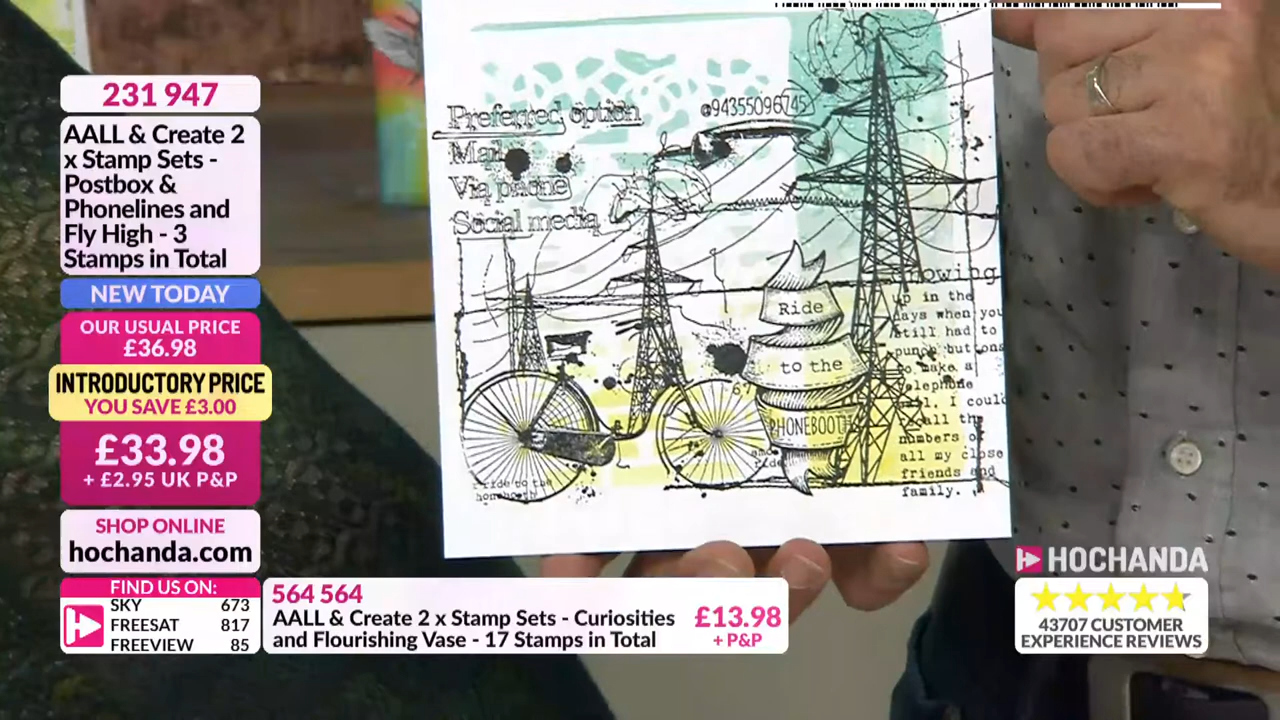 231 947
AALL & Create 2
x Stamp Sets -
Postbox &
Phonelines and
Fly High - 3
Stamps in Total
NEW TODAY
OUR USUAL PRICE
£36.98
INTRODUCTORY PRICE
YOU SAVE £3.00
£33.98
+ £2.95 UK P&P
SHOP ONLINE
hochanda.com
FIND US ON:
SKY 673
FREESAT 817
FREEVIEW 85
564 564
AALL & Create 2 x Stamp Sets - Curiosities
and Flourishing Vase - 17 Stamps in Total
£13.98
+ P&P
HOCHANDA
43707 CUSTOMER
EXPERIENCE REVIEWS
Preferred option
Mail
Via phone
Social media
@94355096745
Ride
to the
PHONEBOOTH
Growing
up in the
days when you
still had to
punch buttons
to make a
telephone
call, I could
recall the
numbers of
all my close
friends and
family.